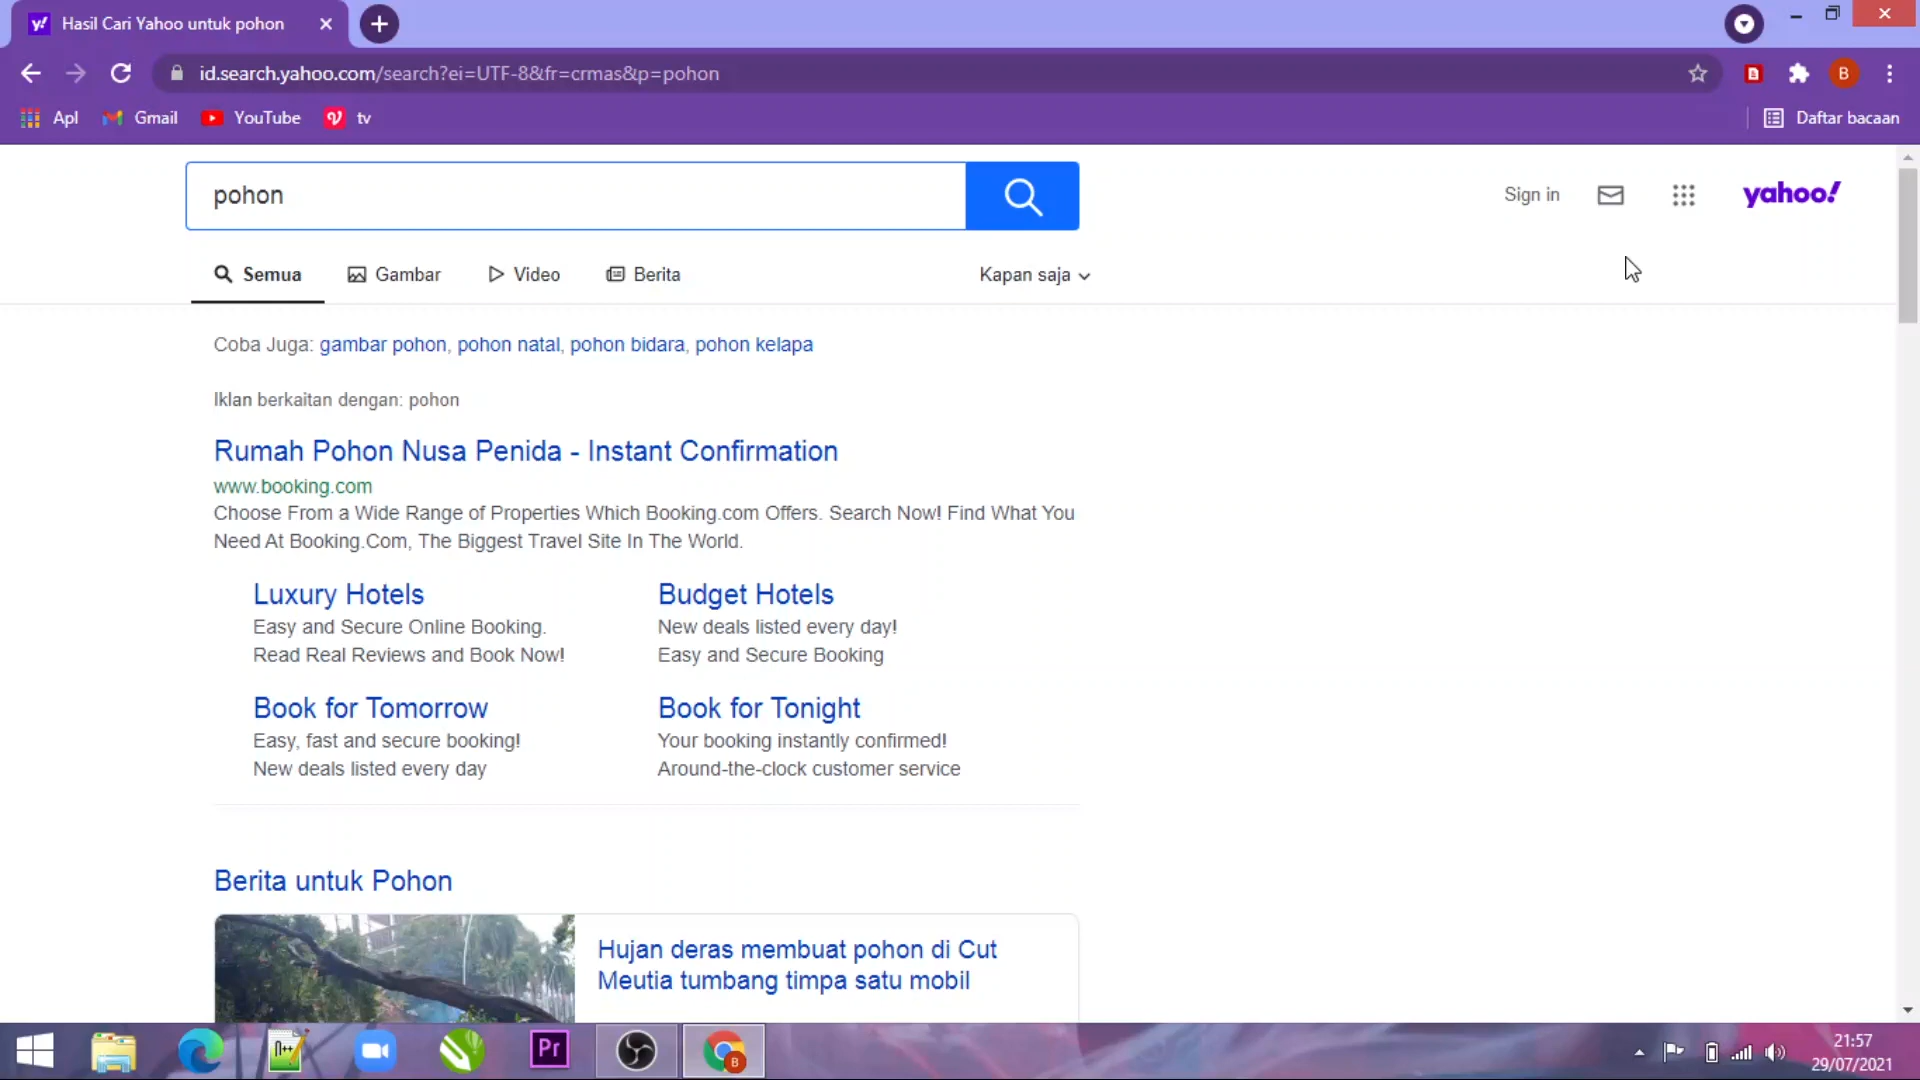 Hasil Cari Yahoo untuk pohon
id.search.yahoo.com/search?ei=UTF-8&fr=crmas&p=pohon
B
Apl
Gmail
YouTube
tv
Daftar bacaan
pohon
Sign in
yahoo!
Semua
Gambar
Video
Berita
Kapan saja
Coba Juga: gambar pohon, pohon natal, pohon bidara, pohon kelapa
Iklan berkaitan dengan: pohon
Rumah Pohon Nusa Penida - Instant Confirmation
www.booking.com
Choose From a Wide Range of Properties Which Booking.com Offers. Search Now! Find What You
Need At Booking.Com, The Biggest Travel Site In The World.
Luxury Hotels
Easy and Secure Online Booking.
Read Real Reviews and Book Now!
Budget Hotels
New deals listed every day!
Easy and Secure Booking
Book for Tomorrow
Easy, fast and secure booking!
New deals listed every day
Book for Tonight
Your booking instantly confirmed!
Around-the-clock customer service
Berita untuk Pohon
Hujan deras membuat pohon di Cut
Meutia tumbang timpa satu mobil
n++
Pr
B
21:57
29/07/2021